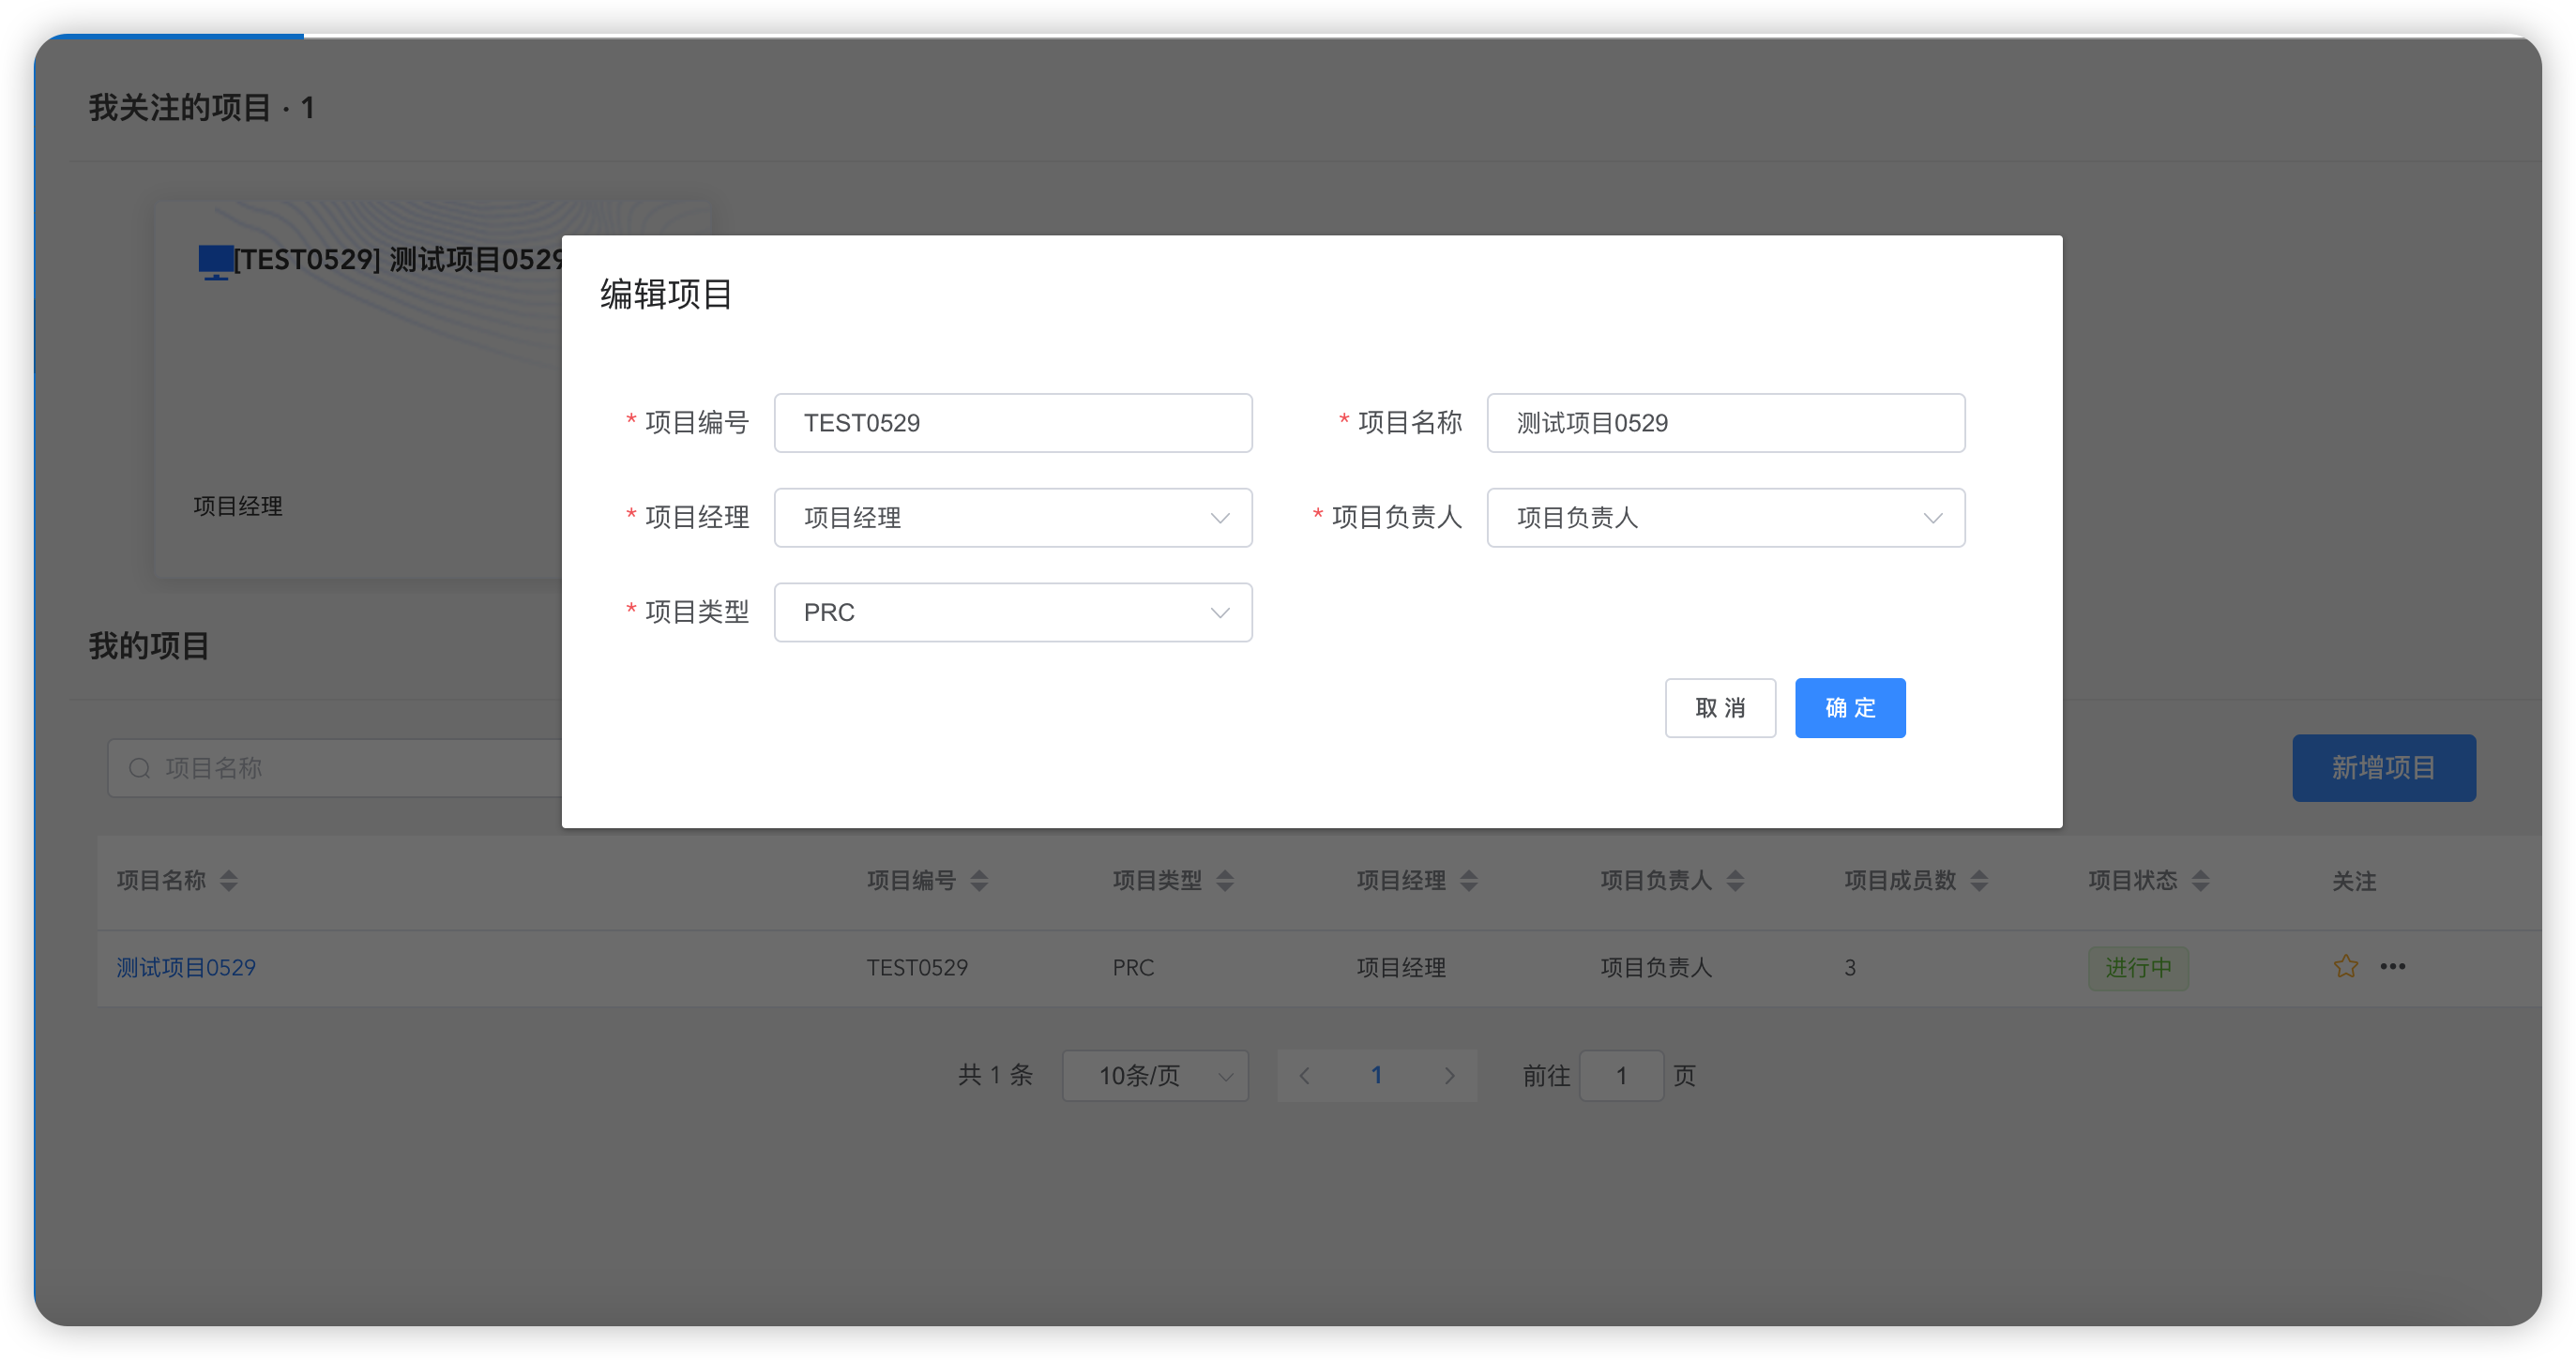 我关注的项目 · 1
[TEST0529] 测试项目0529
项目经理
编辑项目
* 项目编号 TEST0529 * 项目名称 测试项目0529
* 项目经理 项目经理 * 项目负责人 项目负责人
* 项目类型 PRC
取 消 确 定
我的项目
项目名称 新增项目
项目名称 项目编号 项目类型 项目经理 项目负责人 项目成员数 项目状态 关注
测试项目0529 TEST0529 PRC 项目经理 项目负责人 3 进行中 •••
共 1 条 10条/页 1 前往 1 页